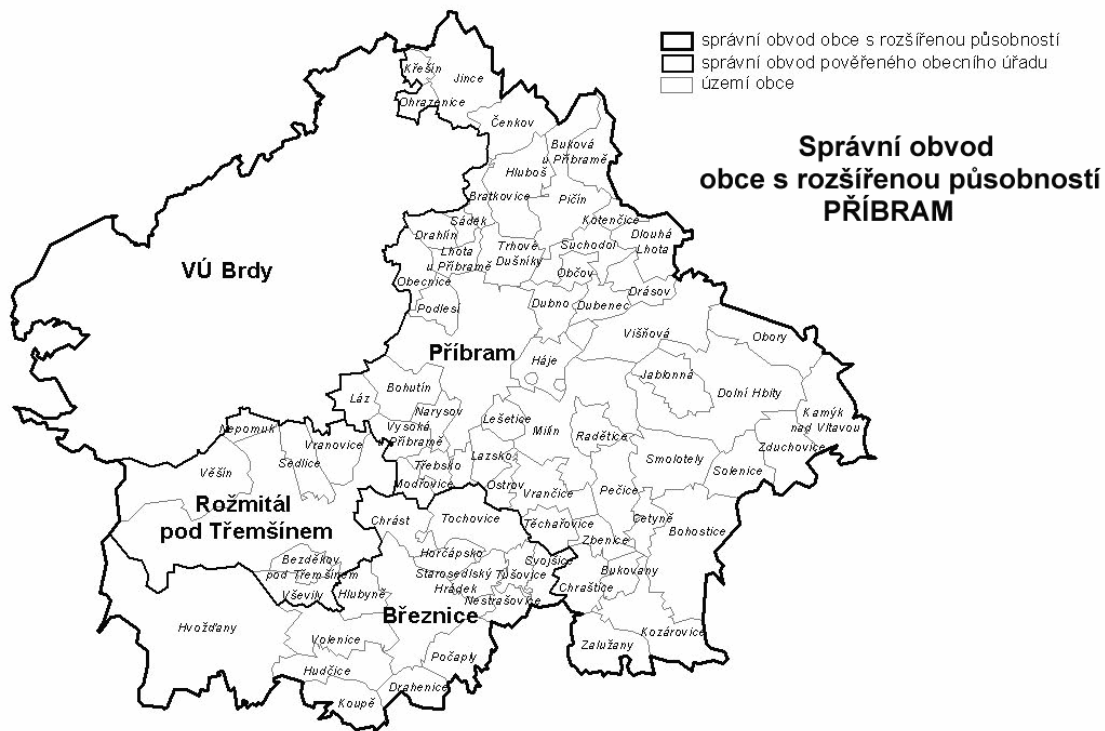 správní obvod obce s rozšířenou působností
správní obvod pověřeného obecního úřadu
území obce
Správní obvod
obce s rozšířenou působností
PŘÍBRAM
Křešín
Jince
Ohrazenice
Čenkov
Buková
u Příbramě
Hluboš
Bratkovice
Pičín
Sádek
Kotenčice
Drahlín
Dlouhá
Lhota
Lhota
u Příbramě
Trhové
Dušníky
Suchodol
VÚ Brdy
Obecnice
Občov
Drásov
Podlesí
Dubno
Dubenec
Višňová
Obory
Příbram
Háje
Jablonná
Bohutín
Dolní Hbity
Láz
Narysov
Lešetice
Kamýk
nad Vltavou
Nepomuk
Vysoká
u Příbramě
Milín
Radětice
Vranovice
Zduchovice
Sedlice
Věšín
Třebsko
Lazsko
Smolotely
Solenice
Modřovice
Ostrov
Vrančice
Pečice
Rožmitál
pod Třemšínem
Chrást
Tochovice
Těchařovice
Cetyně
Bohostice
Zbenice
Bezděkov
pod Třemšínem
Horčápsko
Svojšice
Starosedlský
Hrádek
Tušovice
Bukovany
Vševily
Hlubyně
Nestrašovice
Chraštice
Březnice
Hvožďany
Volenice
Kozárovice
Zalužany
Počaply
Hudčice
Drahenice
Koupě